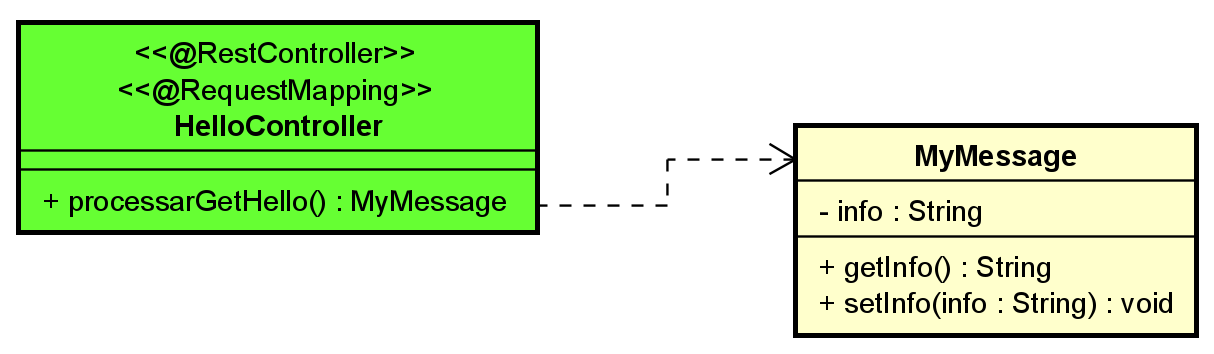 <<@RestController>>
<<@RequestMapping>>
HelloController
+ processarGetHello() : MyMessage
MyMessage
- info : String
+ getInfo() : String
+ setInfo(info : String) : void